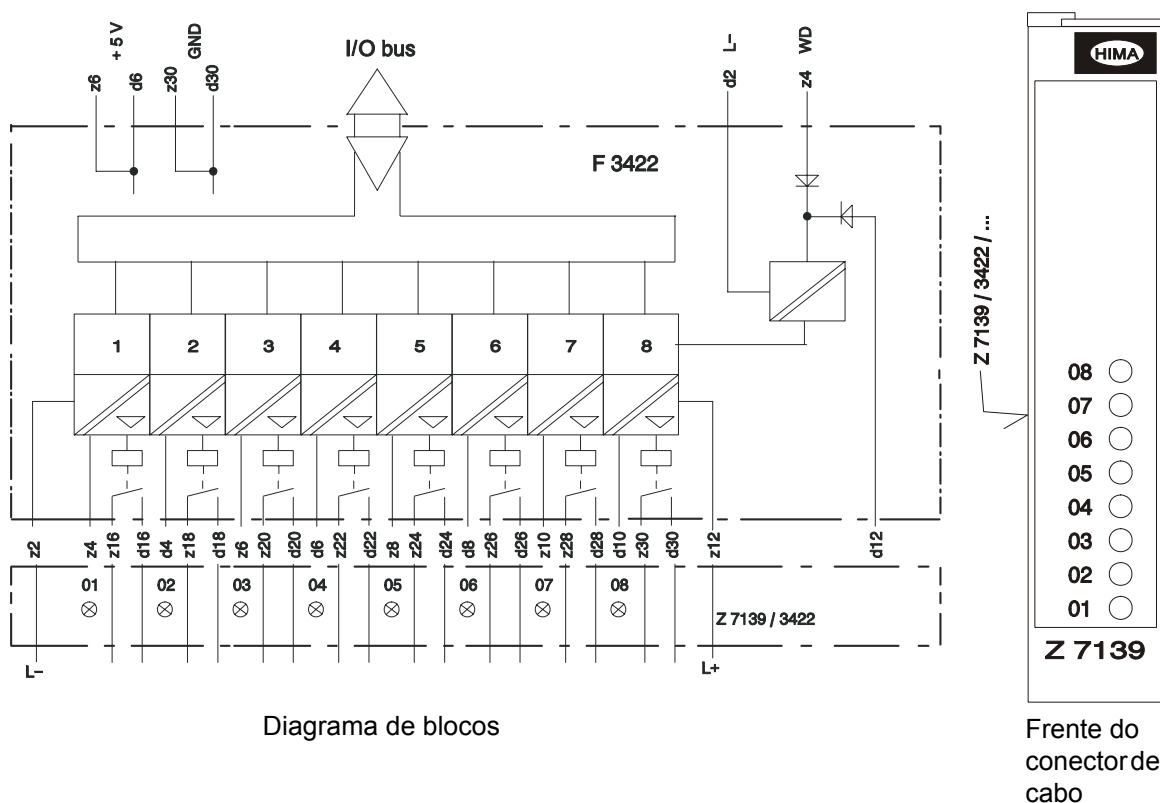 + 5 V
GND
z6
d6
z30
d30
I/O bus
L–
WD
d2
z4
HIMA
F 3422
Z 7139 / 3422 / ...
1 2 3 4 5 6 7 8
08
07
06
05
04
03
02
01
Z 7139
z2 z4 z16 d16 d4 z18 d18 z6 z20 d20 d6 z22 d22 z8 z24 d24 d8 z26 d26 z10 z28 d28 d10 z30 d30 z12 d12
01 02 03 04 05 06 07 08
Z 7139 / 3422
L–
L+
Diagrama de blocos
Frente do
conector de
cabo